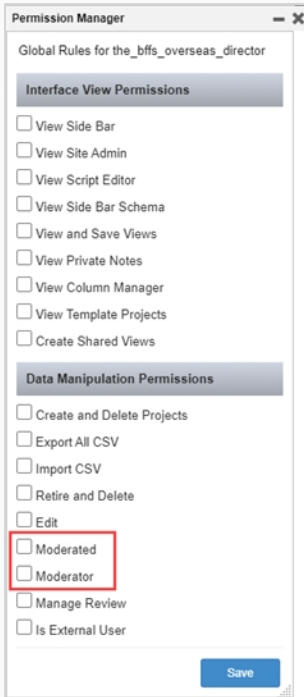 Permission Manager
Global Rules for the_bffs_overseas_director
Interface View Permissions
View Side Bar
View Site Admin
View Script Editor
View Side Bar Schema
View and Save Views
View Private Notes
View Column Manager
View Template Projects
Create Shared Views
Data Manipulation Permissions
Create and Delete Projects
Export All CSV
Import CSV
Retire and Delete
Edit
Moderated
Moderator
Manage Review
Is External User
Save